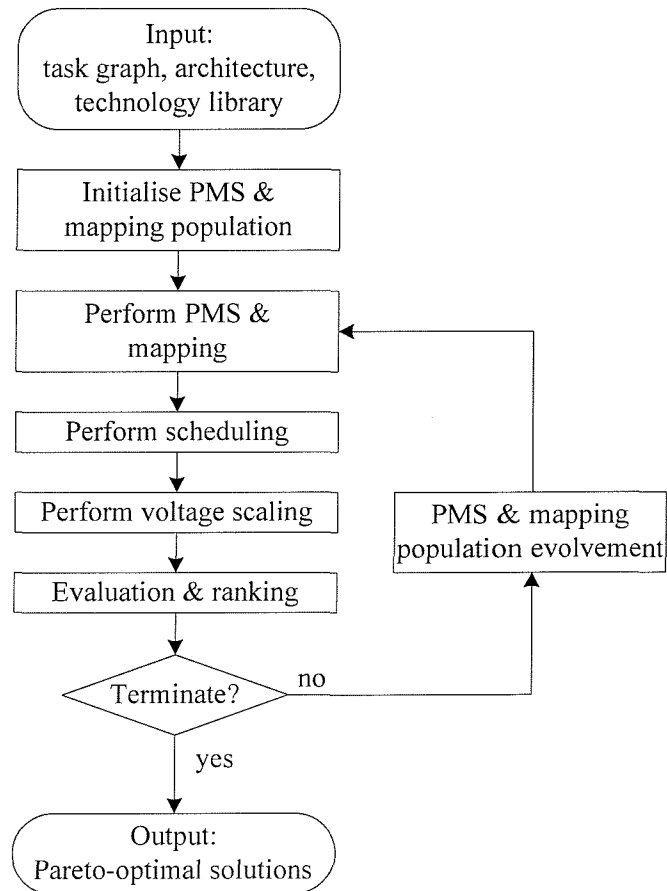 Input:
task graph, architecture,
technology library
Initialise PMS &
mapping population
Perform PMS &
mapping
Perform scheduling
Perform voltage scaling
PMS & mapping
population evolvement
Evaluation & ranking
Terminate?
no
yes
Output:
Pareto-optimal solutions